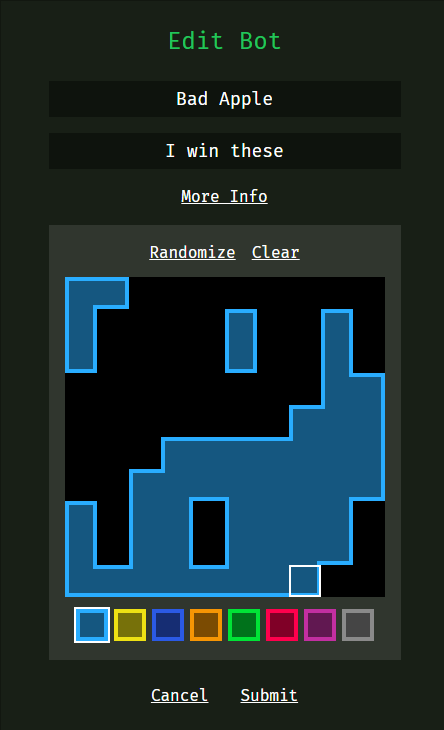 Edit Bot
Bad Apple
I win these
More Info
Randomize Clear
Cancel Submit